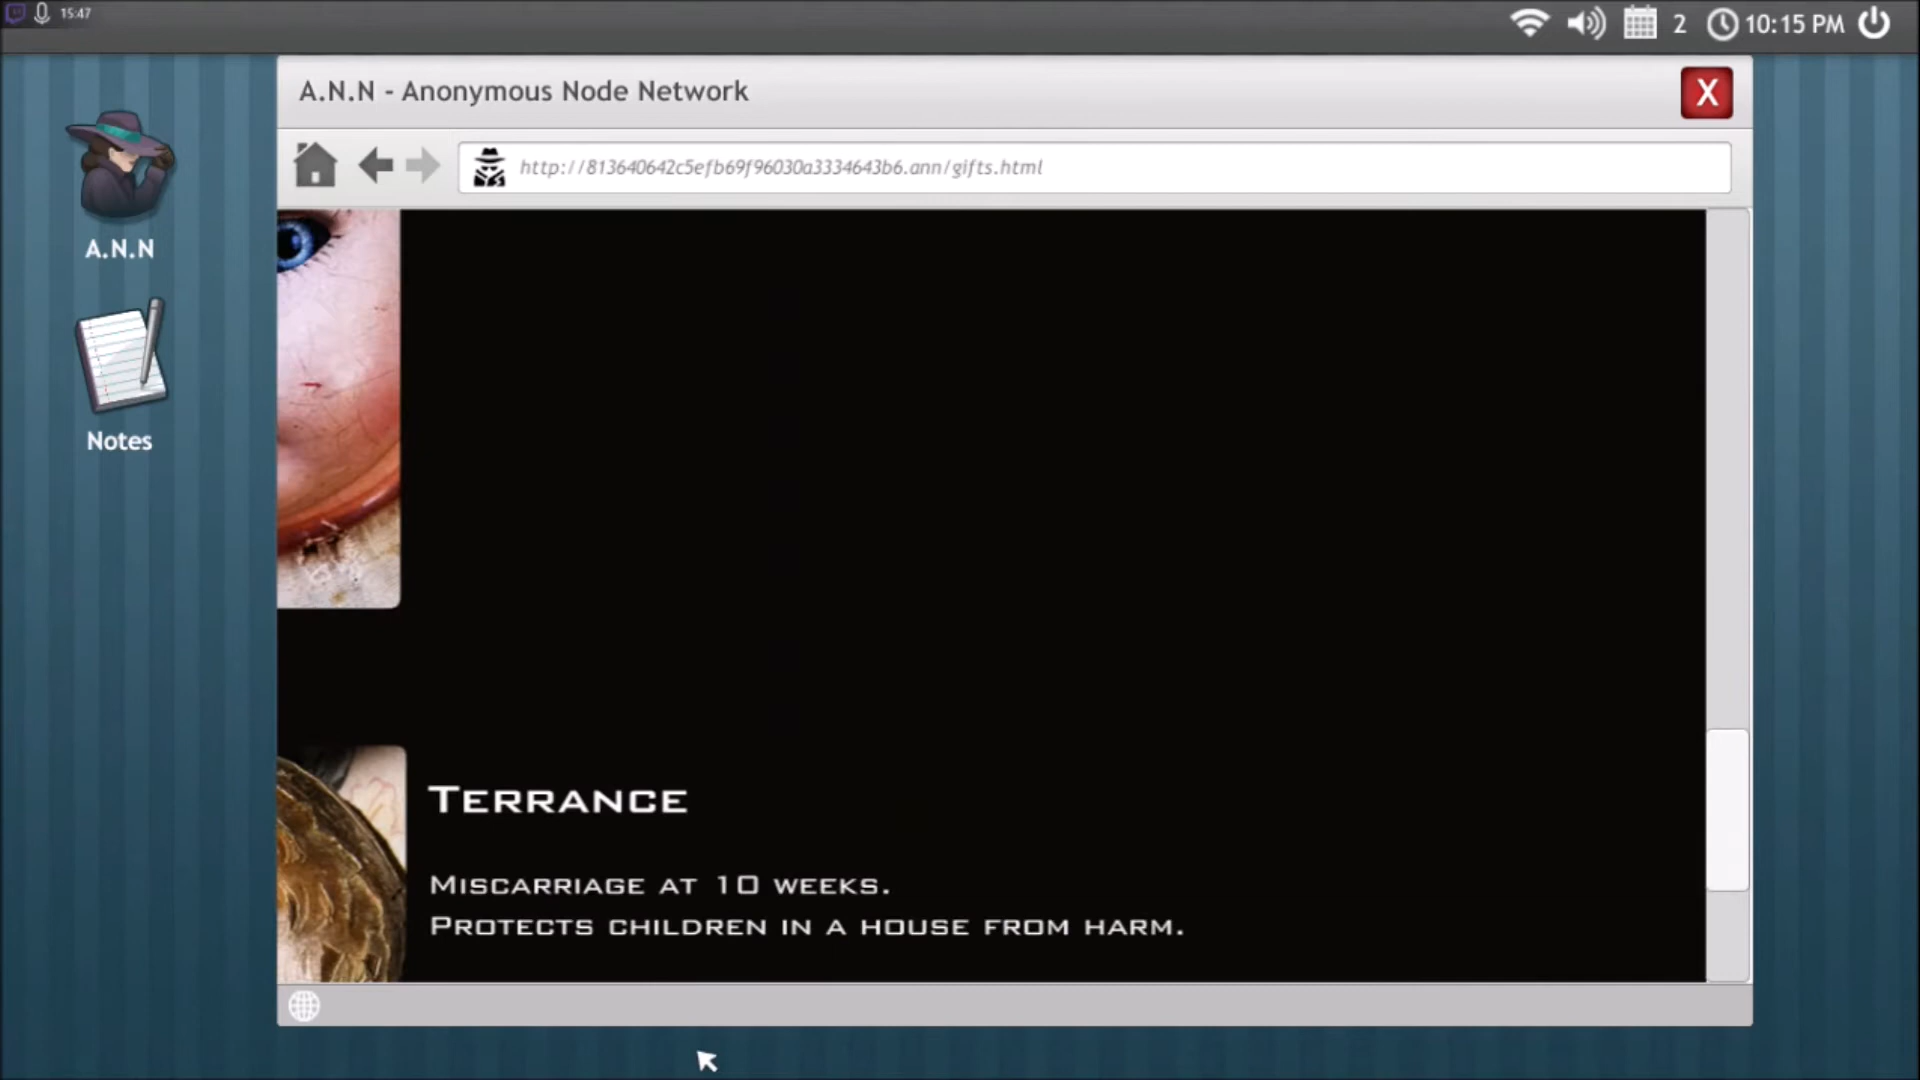 15:47
2
10:15 PM
A.N.N - Anonymous Node Network
X
http://813640642c5efb69f96030a3334643b6.ann/gifts.html
A.N.N
Notes
Terrance
Miscarriage at 10 weeks.
Protects children in a house from harm.